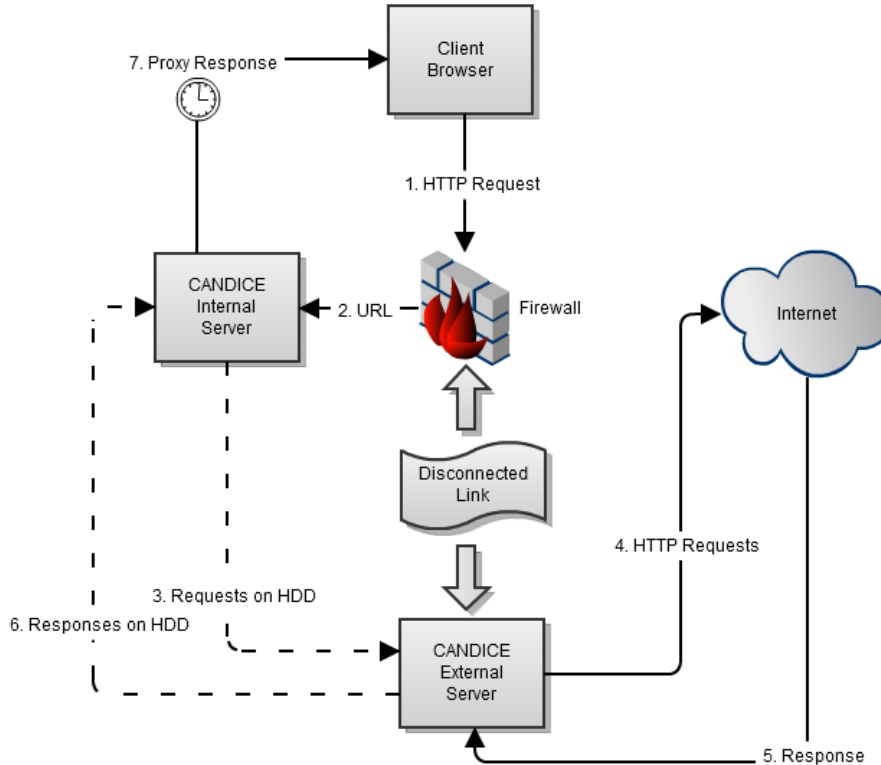 Client
Browser
7. Proxy Response
1. HTTP Request
CANDICE
Internal
Server
2. URL
Firewall
Internet
Disconnected
Link
4. HTTP Requests
3. Requests on HDD
6. Responses on HDD
CANDICE
External
Server
5. Response